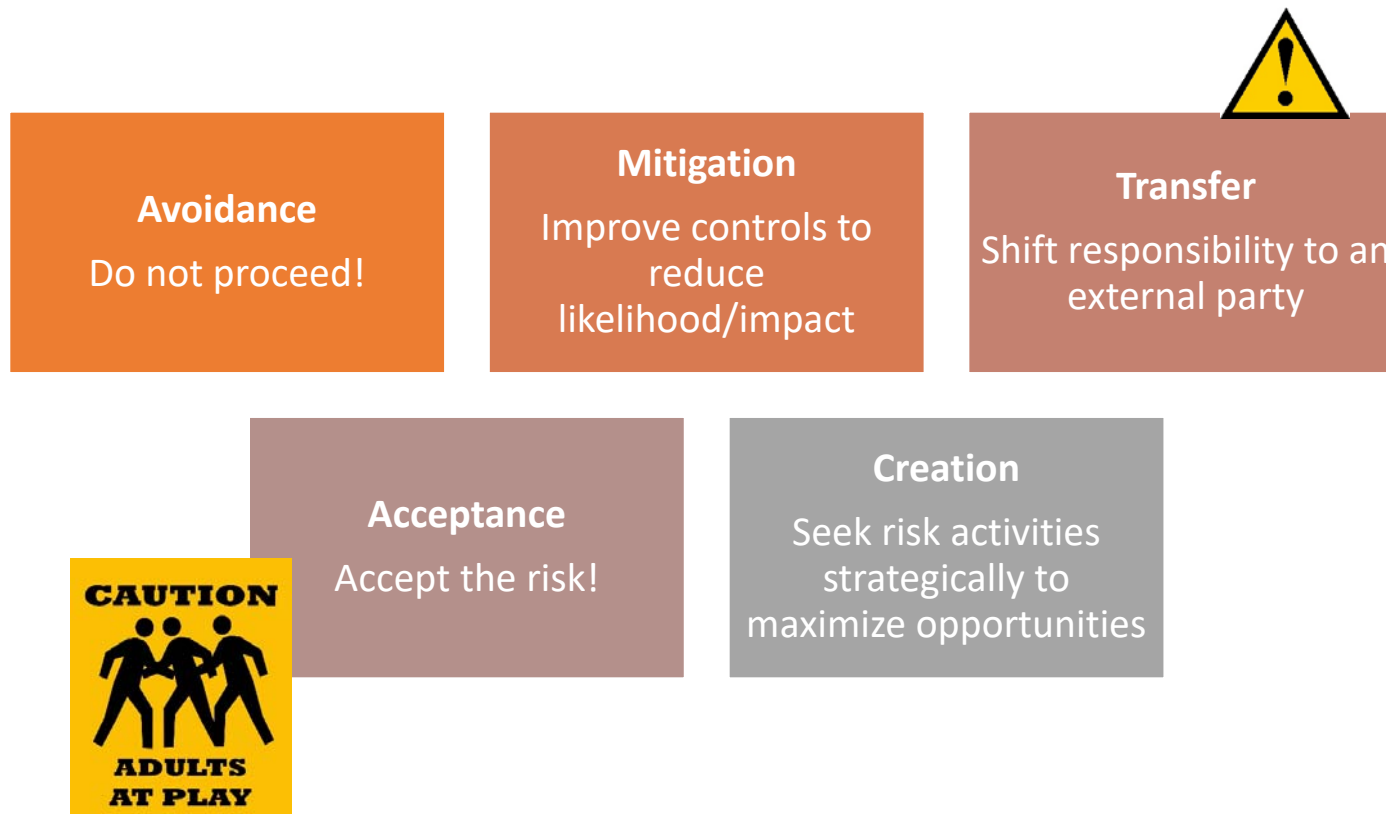 Avoidance
Do not proceed!
Mitigation
Improve controls to
reduce
likelihood/impact
Transfer
Shift responsibility to an
external party
Acceptance
Accept the risk!
Creation
Seek risk activities
strategically to
maximize opportunities
CAUTION
ADULTS
AT PLAY